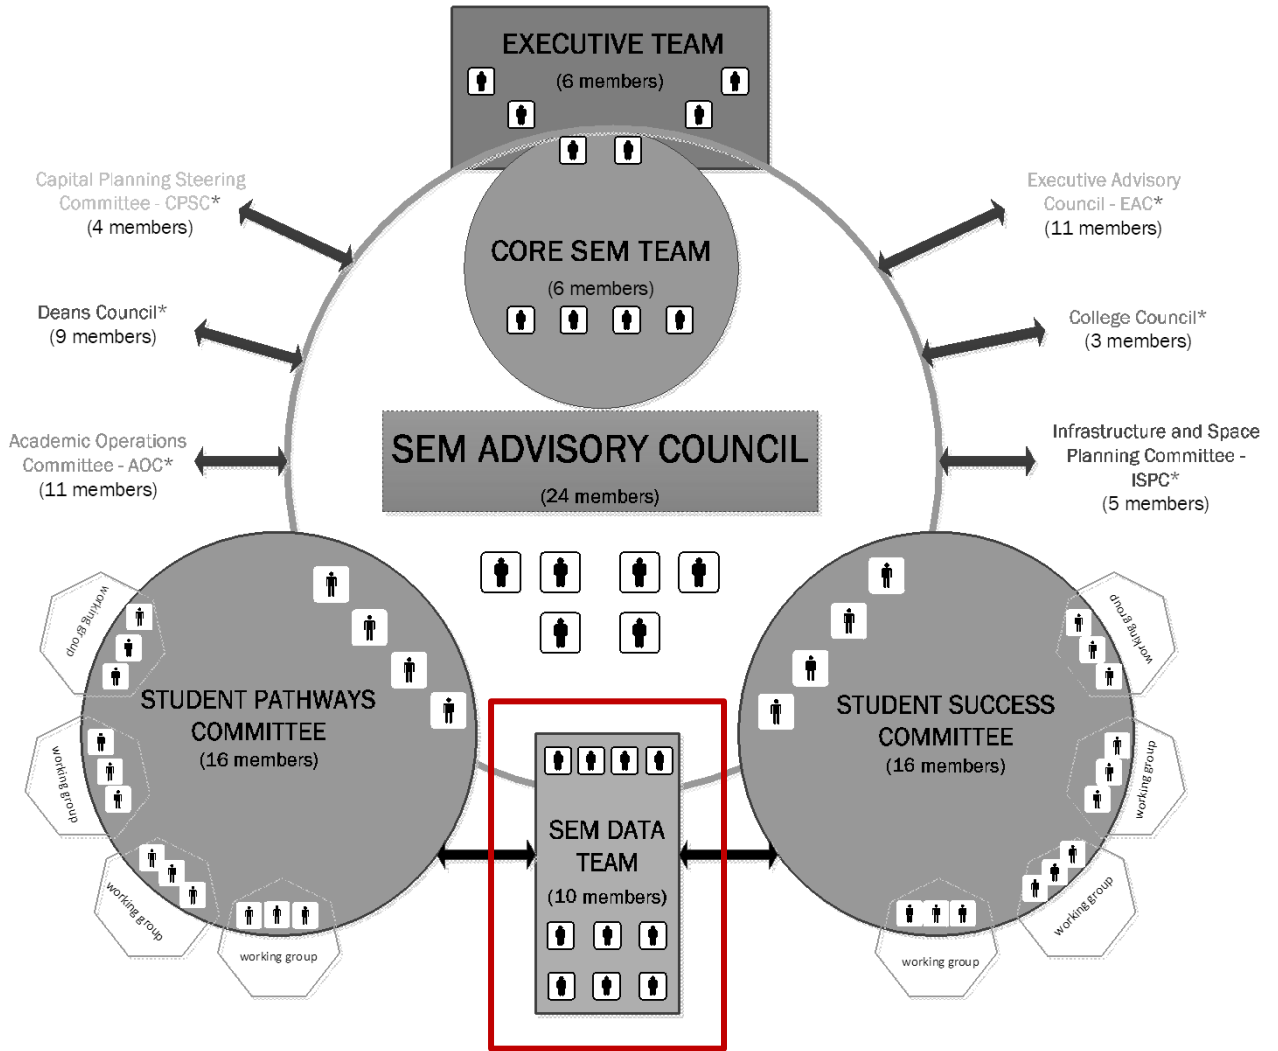 EXECUTIVE TEAM
(6 members)
Capital Planning Steering
Committee - CPSC*
(4 members)
Executive Advisory
Council - EAC*
(11 members)
CORE SEM TEAM
(6 members)
Deans Council*
(9 members)
College Council*
(3 members)
Academic Operations
Committee - AOC*
(11 members)
SEM ADVISORY COUNCIL
(24 members)
Infrastructure and Space
Planning Committee -
ISPC*
(5 members)
working group
working group
STUDENT PATHWAYS
COMMITTEE
(16 members)
STUDENT SUCCESS
COMMITTEE
(16 members)
working group
working group
SEM DATA
TEAM
(10 members)
working group
working group
working group
working group